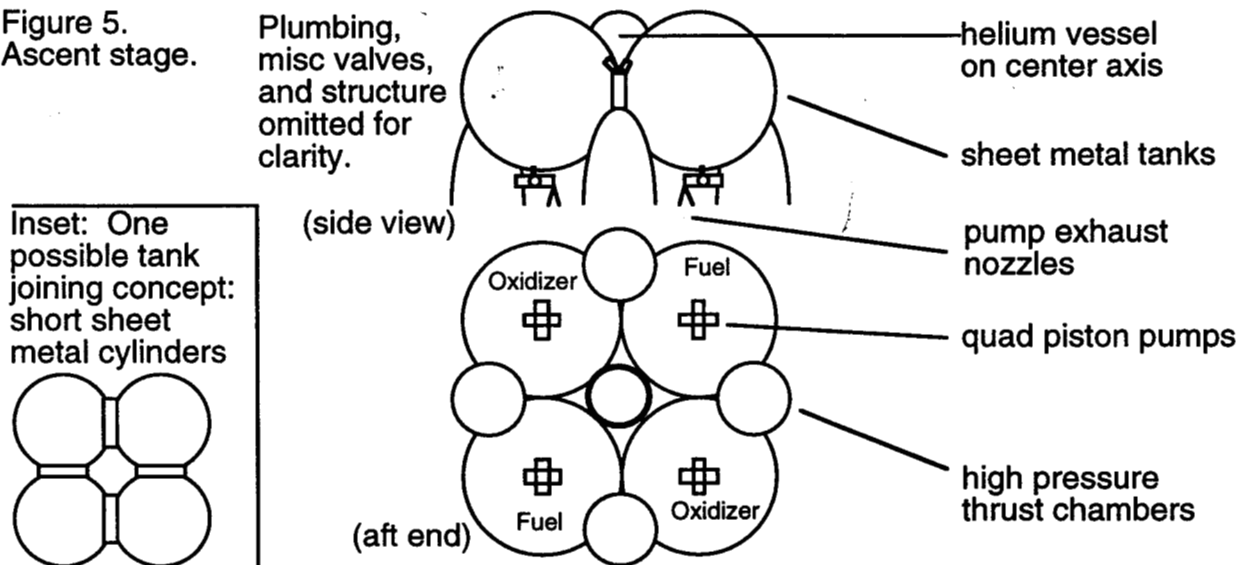 Figure 5.
Ascent stage.
Plumbing,
misc valves,
and structure
omitted for
clarity.
helium vessel
on center axis
sheet metal tanks
(side view)
pump exhaust
nozzles
Inset: One
possible tank
joining concept:
short sheet
metal cylinders
Oxidizer
Fuel
quad piston pumps
high pressure
thrust chambers
Fuel
Oxidizer
(aft end)